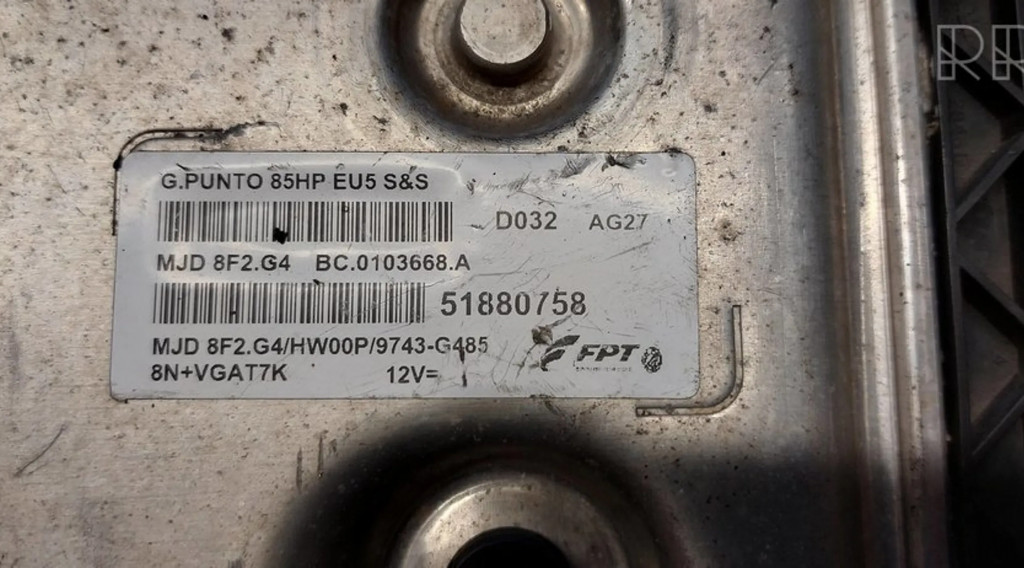 G.PUNTO 85HP EU5 S&S
D032 AG27
MJD 8F2.G4 BC.0103668.A
51880758
MJD 8F2.G4/HW00P/9743-G485
FPT
8N+VGAT7K 12V=